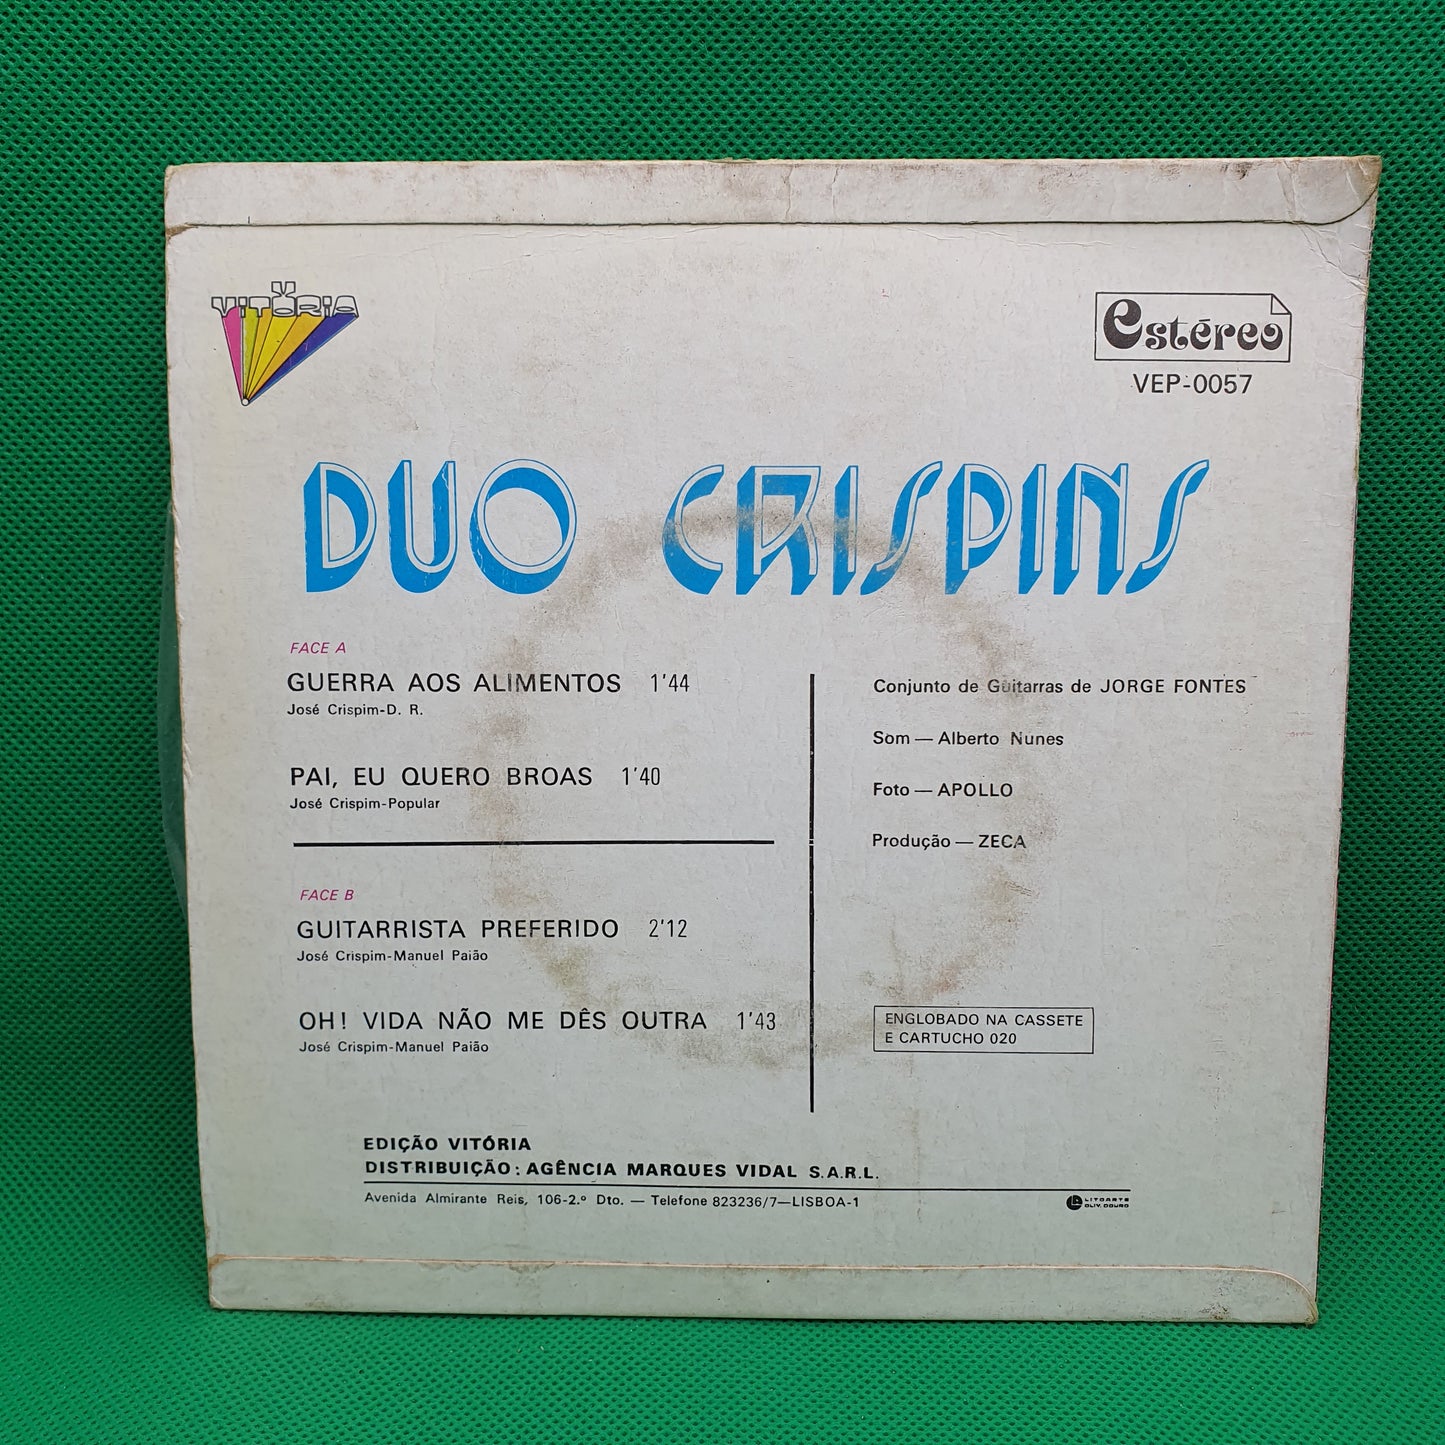 V
VITÓRIA
Estéreo
VEP-0057
DUO CRISPINS
FACE A
GUERRA AOS ALIMENTOS 1'44
José Crispim-D. R.
PAI, EU QUERO BROAS 1'40
José Crispim-Popular
FACE B
GUITARRISTA PREFERIDO 2'12
José Crispim-Manuel Paião
OH! VIDA NÃO ME DÊS OUTRA 1'43
José Crispim-Manuel Paião
Conjunto de Guitarras de JORGE FONTES
Som — Alberto Nunes
Foto — APOLLO
Produção — ZECA
ENGLOBADO NA CASSETE
E CARTUCHO 020
EDIÇÃO VITÓRIA
DISTRIBUIÇÃO: AGÊNCIA MARQUES VIDAL S.A.R.L.
Avenida Almirante Reis, 106-2.º Dto. — Telefone 823236/7—LISBOA-1
LITOARTE
OLIV. DOURO